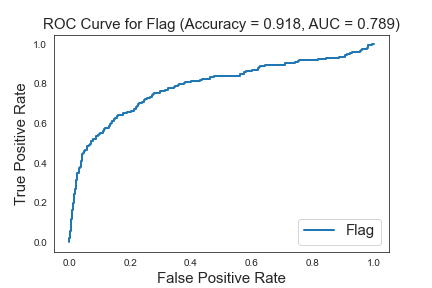 ROC Curve for Flag (Accuracy = 0.918, AUC = 0.789)
True Positive Rate
1.0
0.8
0.6
0.4
0.2
0.0
Flag
0.0 0.2 0.4 0.6 0.8 1.0
False Positive Rate